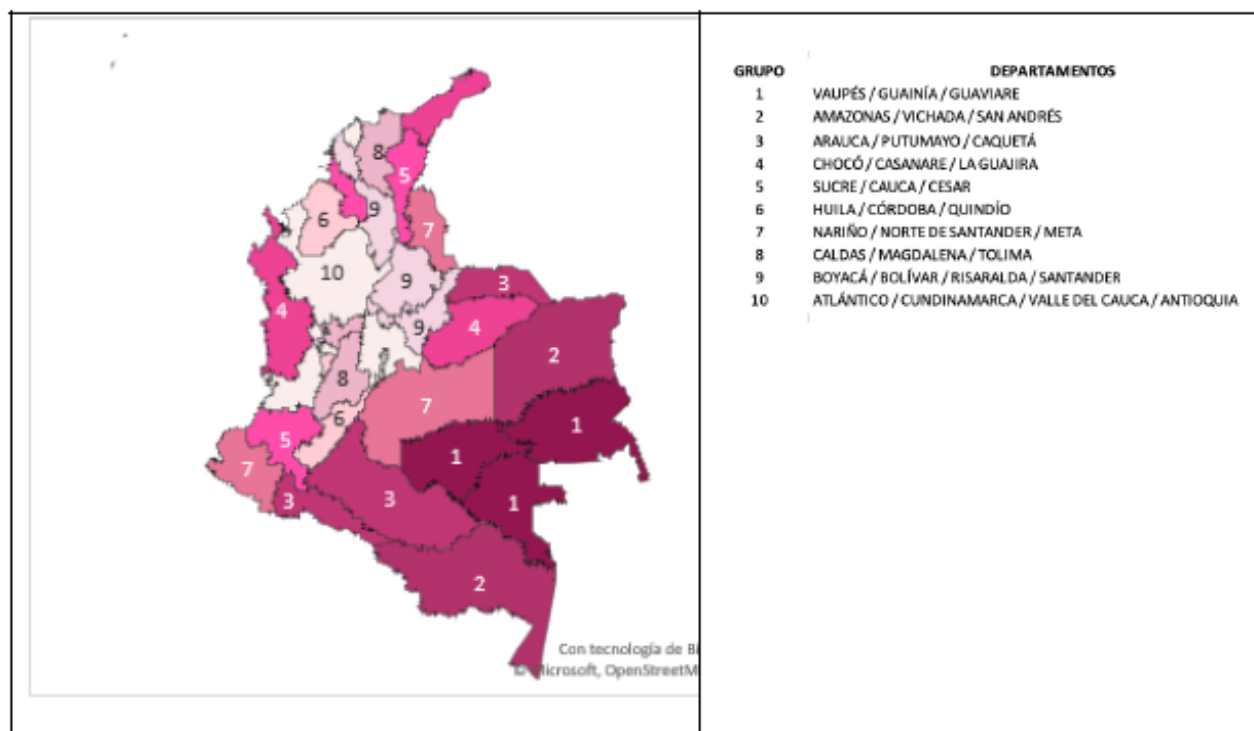 GRUPO DEPARTAMENTOS
1 VAUPÉS / GUAINÍA / GUAVIARE
2 AMAZONAS / VICHADA / SAN ANDRÉS
3 ARAUCA / PUTUMAYO / CAQUETÁ
4 CHOCÓ / CASANARE / LA GUAJIRA
5 SUCRE / CAUCA / CESAR
6 HUILA / CÓRDOBA / QUINDÍO
7 NARIÑO / NORTE DE SANTANDER / META
8 CALDAS / MAGDALENA / TOLIMA
9 BOYACÁ / BOLÍVAR / RISARALDA / SANTANDER
10 ATLÁNTICO / CUNDINAMARCA / VALLE DEL CAUCA / ANTIOQUIA
8
5
9
6
7
10
9
3
4
9
4
2
8
7
1
6
5
1
7
3
3
1
2
Con tecnología de Bi
© Microsoft, OpenStreetM